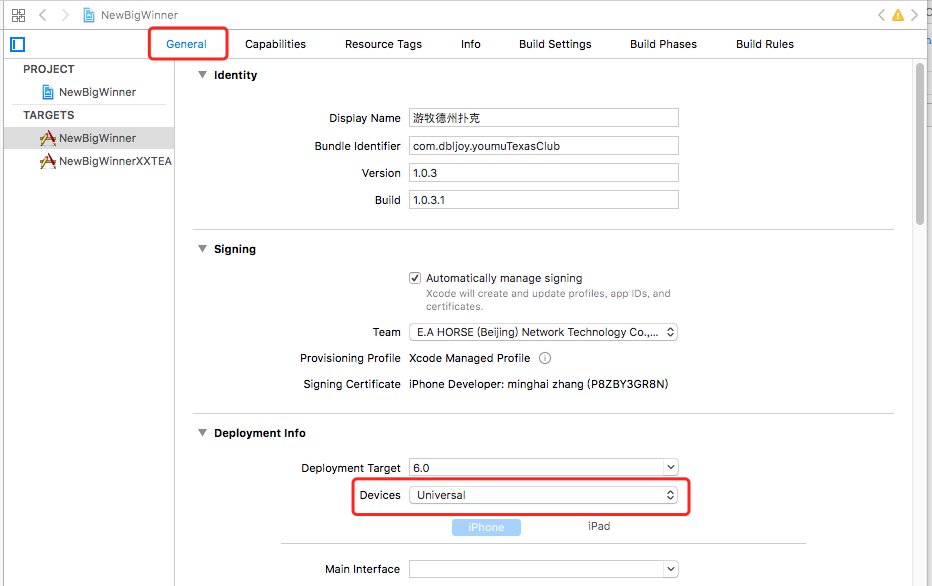 NewBigWinner
General Capabilities Resource Tags Info Build Settings Build Phases Build Rules
PROJECT
NewBigWinner
TARGETS
NewBigWinner
NewBigWinnerXXTEA
Identity
Display Name 游牧德州扑克
Bundle Identifier com.dbljoy.youmuTexasClub
Version 1.0.3
Build 1.0.3.1
Signing
Automatically manage signing
Xcode will create and update profiles, app IDs, and
certificates.
Team E.A HORSE (Beijing) Network Technology Co.,...
Provisioning Profile Xcode Managed Profile
Signing Certificate iPhone Developer: minghai zhang (P8ZBY3GR8N)
Deployment Info
Deployment Target 6.0
Devices Universal
iPhone iPad
Main Interface